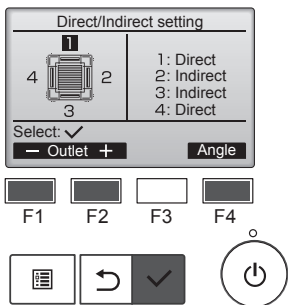 Direct/Indirect setting
1
4 2
3
1: Direct
2: Indirect
3: Indirect
4: Direct
Select: ✓
− Outlet + Angle
F1 F2 F3 F4